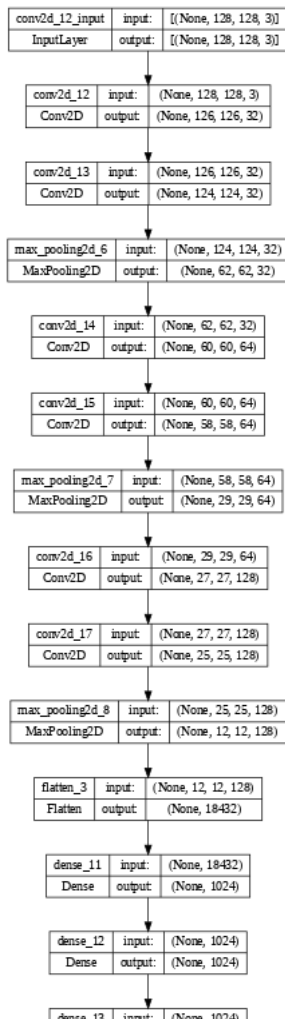 conv2d_12_input input: [(None, 128, 128, 3)]
InputLayer output: [(None, 128, 128, 3)]
conv2d_12 input: (None, 128, 128, 3)
Conv2D output: (None, 126, 126, 32)
conv2d_13 input: (None, 126, 126, 32)
Conv2D output: (None, 124, 124, 32)
max_pooling2d_6 input: (None, 124, 124, 32)
MaxPooling2D output: (None, 62, 62, 32)
conv2d_14 input: (None, 62, 62, 32)
Conv2D output: (None, 60, 60, 64)
conv2d_15 input: (None, 60, 60, 64)
Conv2D output: (None, 58, 58, 64)
max_pooling2d_7 input: (None, 58, 58, 64)
MaxPooling2D output: (None, 29, 29, 64)
conv2d_16 input: (None, 29, 29, 64)
Conv2D output: (None, 27, 27, 128)
conv2d_17 input: (None, 27, 27, 128)
Conv2D output: (None, 25, 25, 128)
max_pooling2d_8 input: (None, 25, 25, 128)
MaxPooling2D output: (None, 12, 12, 128)
flatten_3 input: (None, 12, 12, 128)
Flatten output: (None, 18432)
dense_11 input: (None, 18432)
Dense output: (None, 1024)
dense_12 input: (None, 1024)
Dense output: (None, 1024)
dense_13 input: (None, 1024)